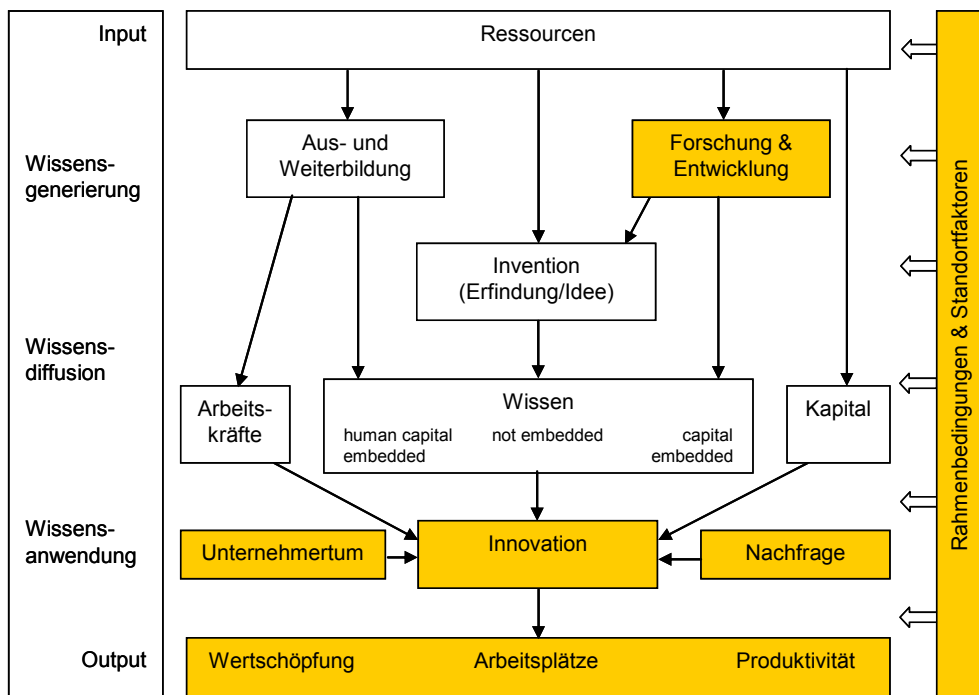 Input
Ressourcen
Aus- und
Weiterbildung
Forschung &
Entwicklung
Wissens-
generierung
Invention
(Erfindung/Idee)
Wissens-
diffusion
Arbeits-
kräfte
Wissen
human capital
embedded
not embedded
capital
embedded
Kapital
Wissens-
anwendung
Unternehmertum
Innovation
Nachfrage
Output
Wertschöpfung
Arbeitsplätze
Produktivität
Rahmenbedingungen & Standortfaktoren